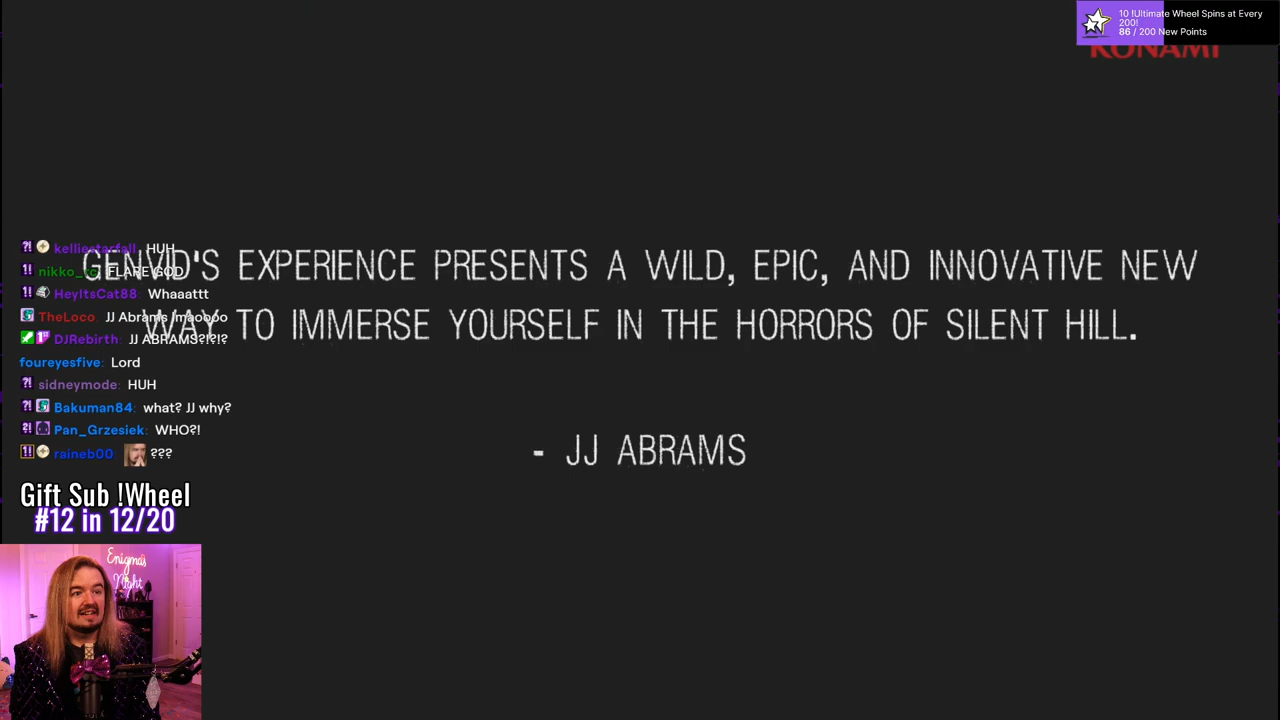 10 !Ultimate Wheel Spins at Every
200!
86 / 200 New Points
KONAMI
GENVID'S EXPERIENCE PRESENTS A WILD, EPIC, AND INNOVATIVE NEW
WAY TO IMMERSE YOURSELF IN THE HORRORS OF SILENT HILL.
- JJ ABRAMS
kelliestarfall: HUH
FLARE GOD
HeyItsCat88 Whaaattt
TheLoco JJ Abrams lmaoooo
DJRebirth: JJ ABRAMS?!?!?
foureyesfive: Lord
sidneymode: HUH
Bakuman84: what? JJ why?
Pan_Grzesiek: WHO?!
raineb00: ???
Gift Sub !Wheel
#12 in 12/20
Enigma's
Night